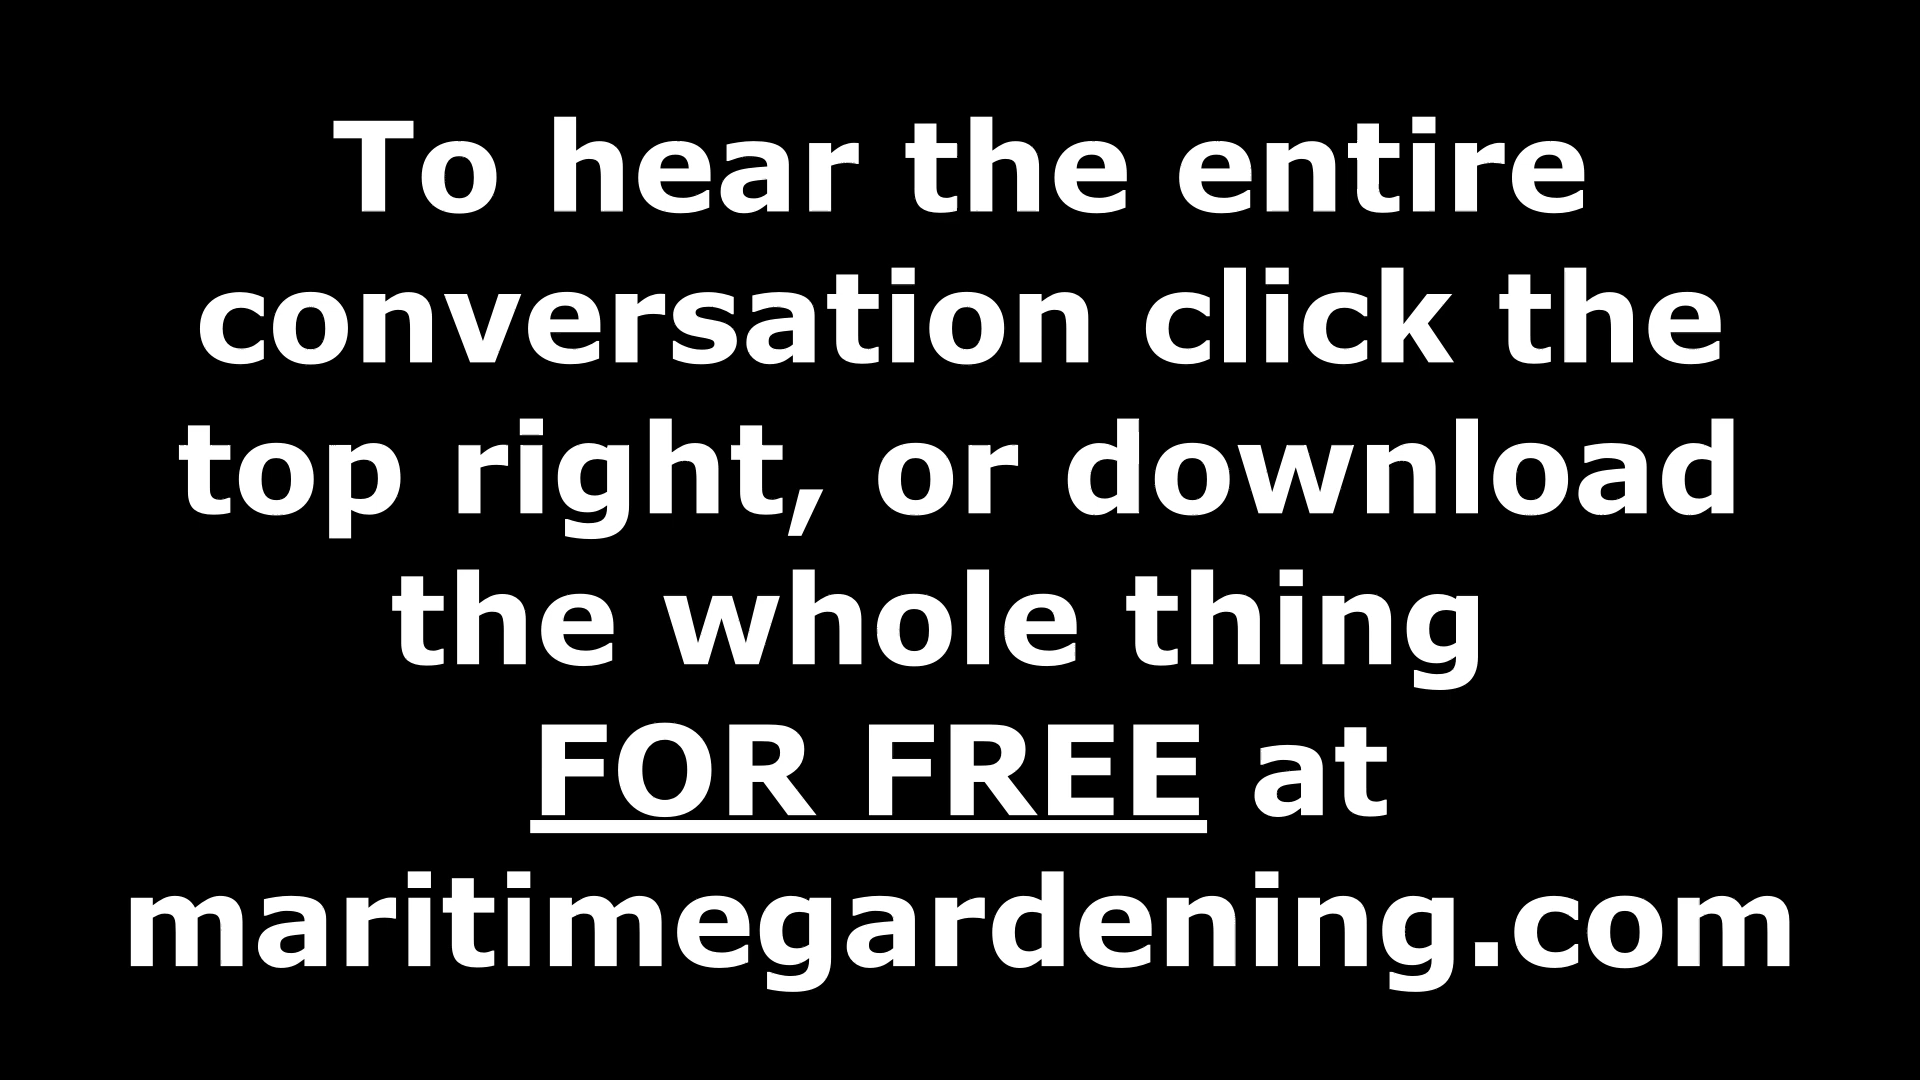 To hear the entire
conversation click the
top right, or download
the whole thing
FOR FREE at
maritimegardening.com